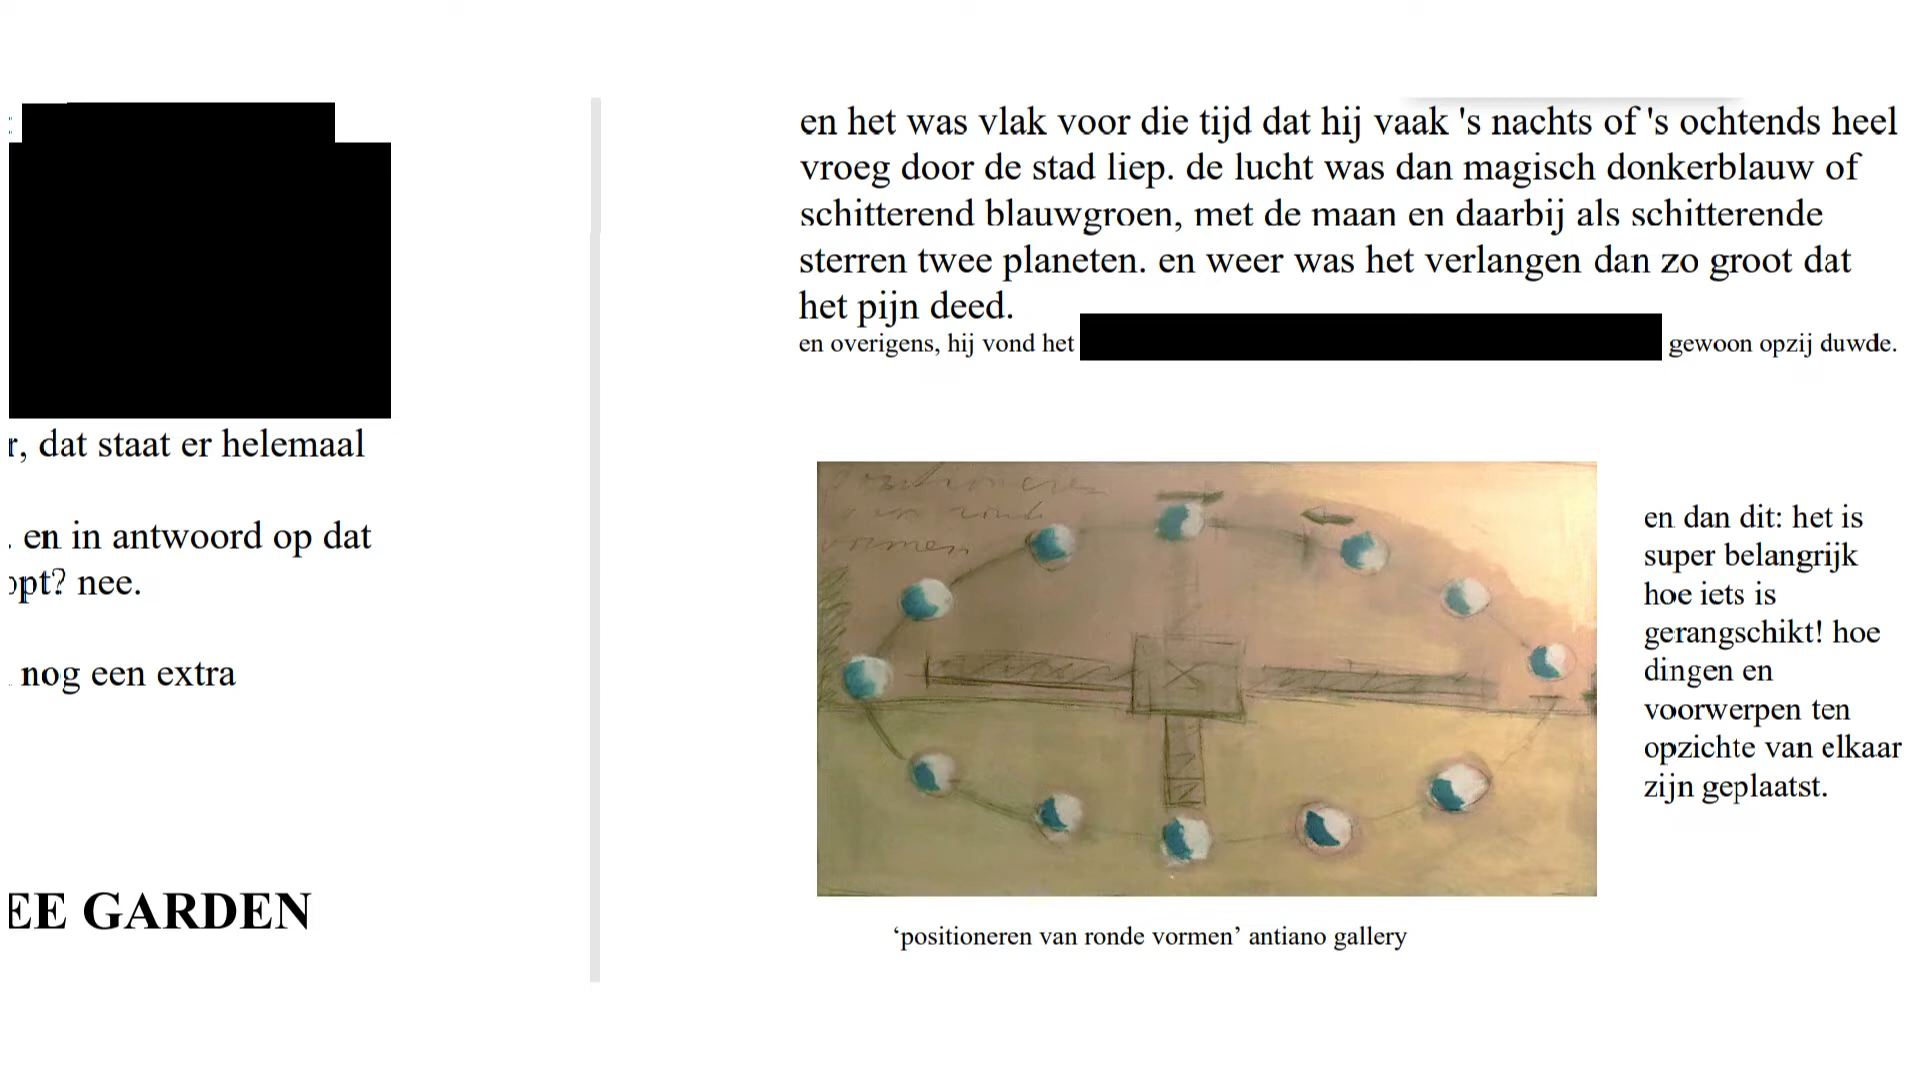 , dat staat er helemaal
. en in antwoord op dat
? nee.
nog een extra
GARDEN
en het was vlak voor die tijd dat hij vaak 's nachts of 's ochtends heel
vroeg door de stad liep. de lucht was dan magisch donkerblauw of
schitterend blauwgroen, met de maan en daarbij als schitterende
sterren twee planeten. en weer was het verlangen dan zo groot dat
het pijn deed.
en overigens, hij vond het gewoon opzij duwde.
positioneren
van ronde
vormen
en dan dit: het is
super belangrijk
hoe iets is
gerangschikt! hoe
dingen en
voorwerpen ten
opzichte van elkaar
zijn geplaatst.
‘positioneren van ronde vormen’ antiano gallery